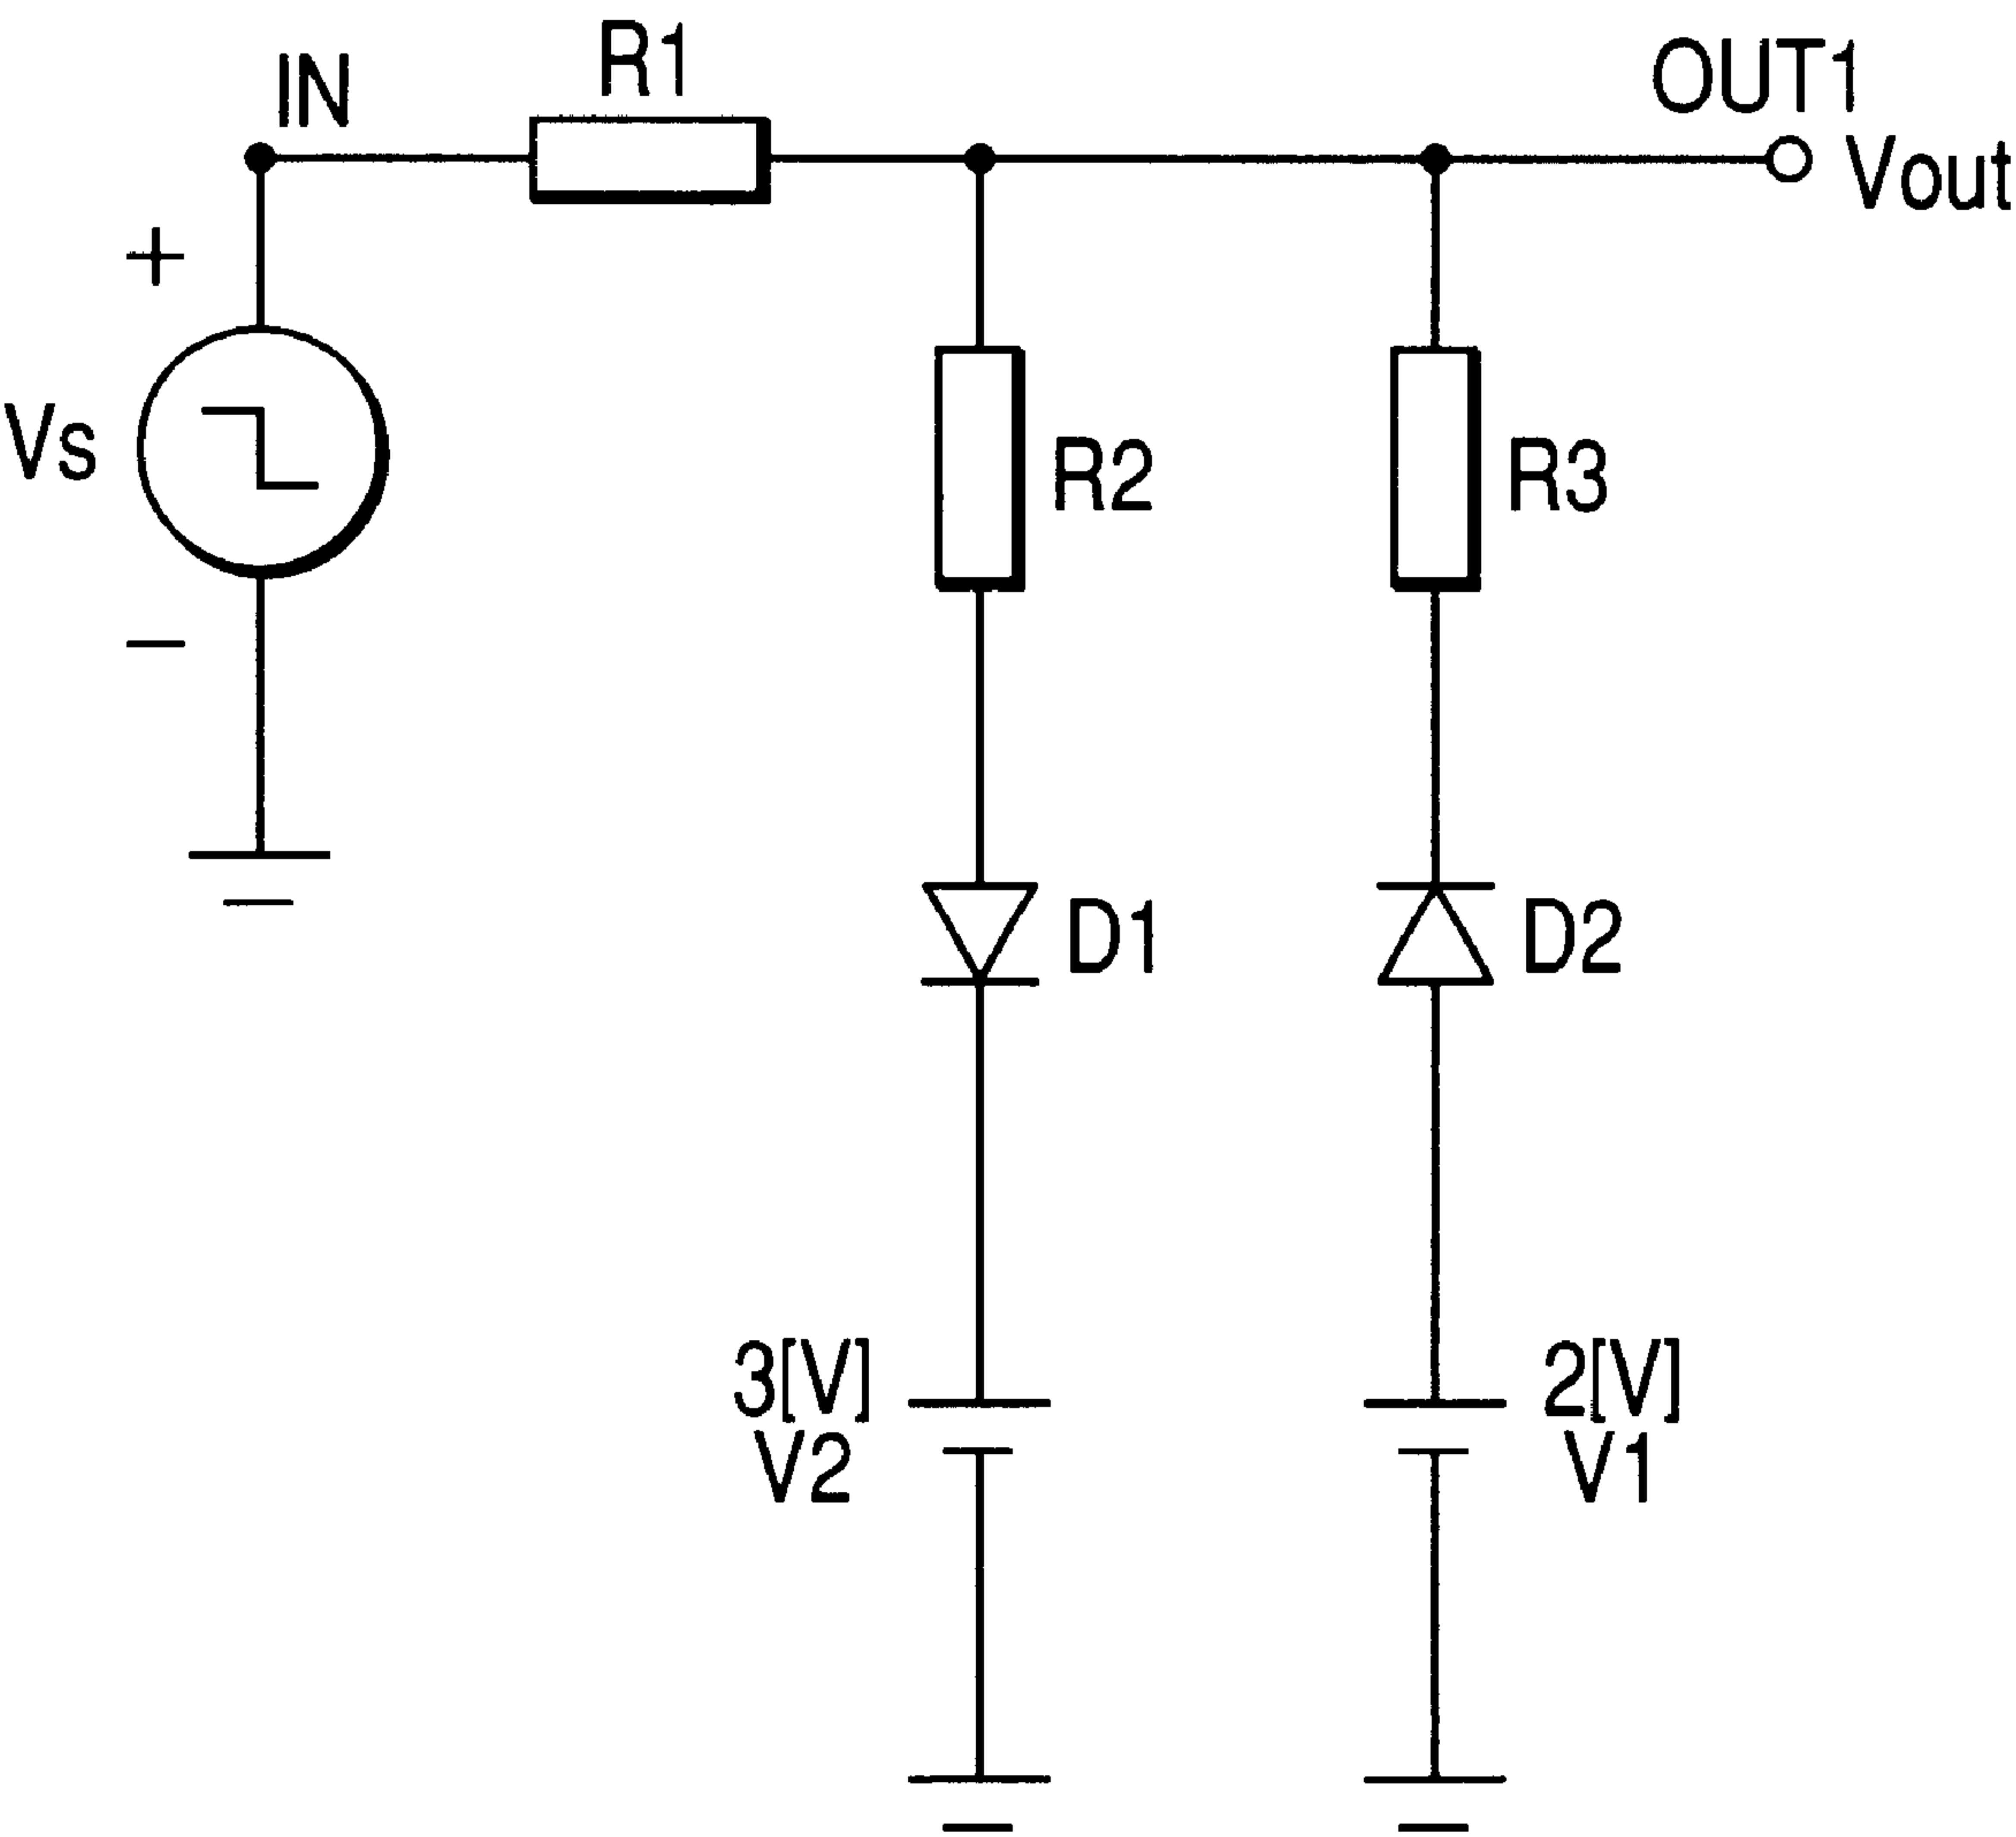 IN
R1
OUT1
Vout
+
Vs
−
R2
R3
D1
D2
3[V]
V2
2[V]
V1